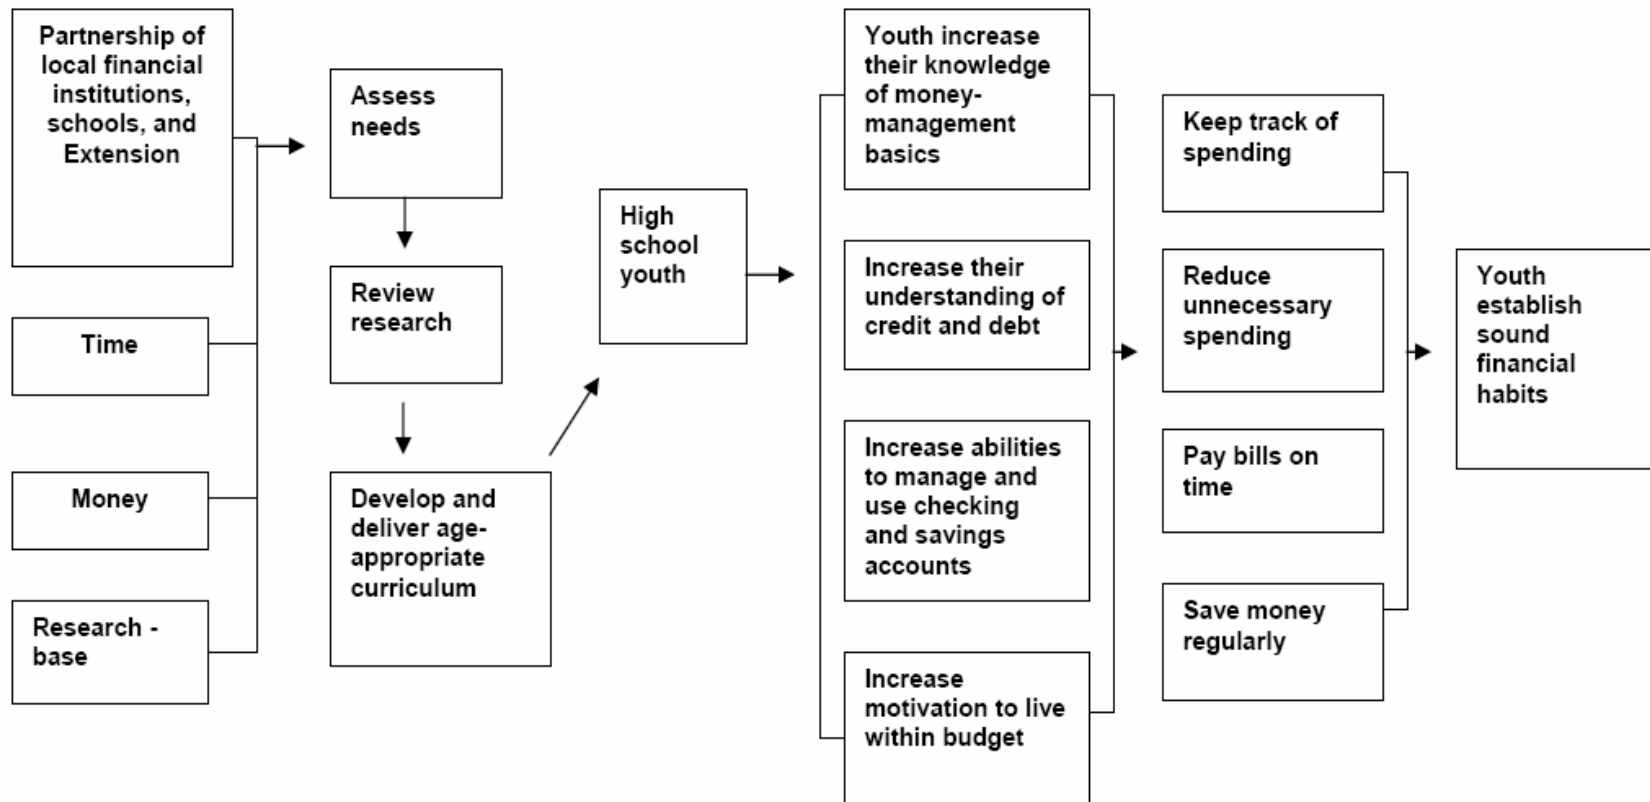 Partnership of
local financial
institutions,
schools, and
Extension
Time
Money
Research -
base
Assess
needs
Review
research
Develop and
deliver age-
appropriate
curriculum
High
school
youth
Youth increase
their knowledge
of money-
management
basics
Increase their
understanding of
credit and debt
Increase abilities
to manage and
use checking
and savings
accounts
Increase
motivation to live
within budget
Keep track of
spending
Reduce
unnecessary
spending
Pay bills on
time
Save money
regularly
Youth
establish
sound
financial
habits